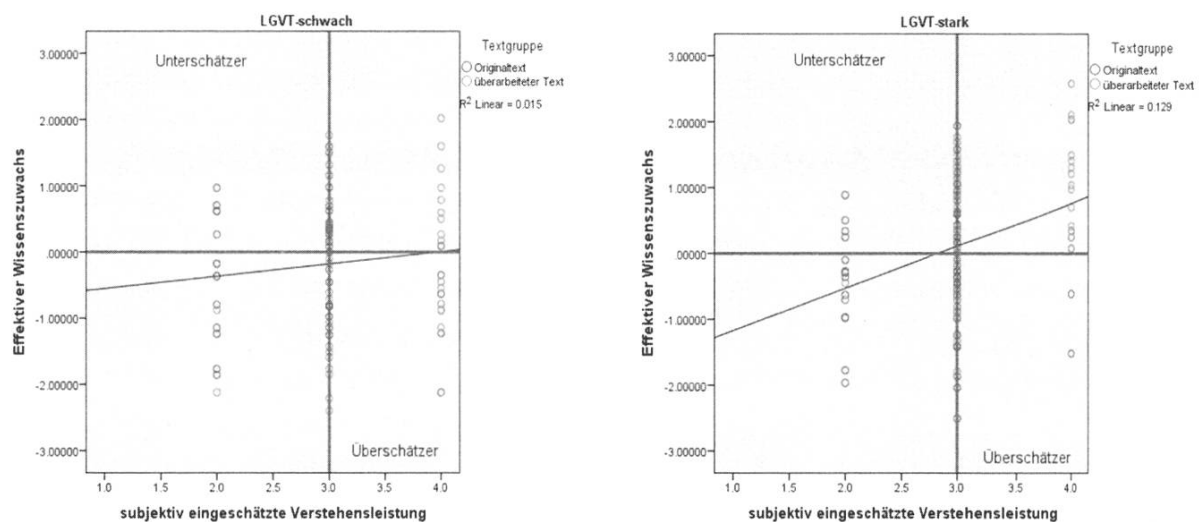 LGVT-schwach
Unterschätzer
Textgruppe
Originaltext
überarbeiteter Text
R² Linear = 0.015
Effektiver Wissenszuwachs
3.00000
2.00000
1.00000
.00000
-1.00000
-2.00000
-3.00000
Überschätzer
1.0 1.5 2.0 2.5 3.0 3.5 4.0
subjektiv eingeschätzte Verstehensleistung
LGVT-stark
Unterschätzer
Textgruppe
Originaltext
überarbeiteter Text
R² Linear = 0.129
Effektiver Wissenszuwachs
3.00000
2.00000
1.00000
.00000
-1.00000
-2.00000
-3.00000
Überschätzer
1.0 1.5 2.0 2.5 3.0 3.5 4.0
subjektiv eingeschätzte Verstehensleistung